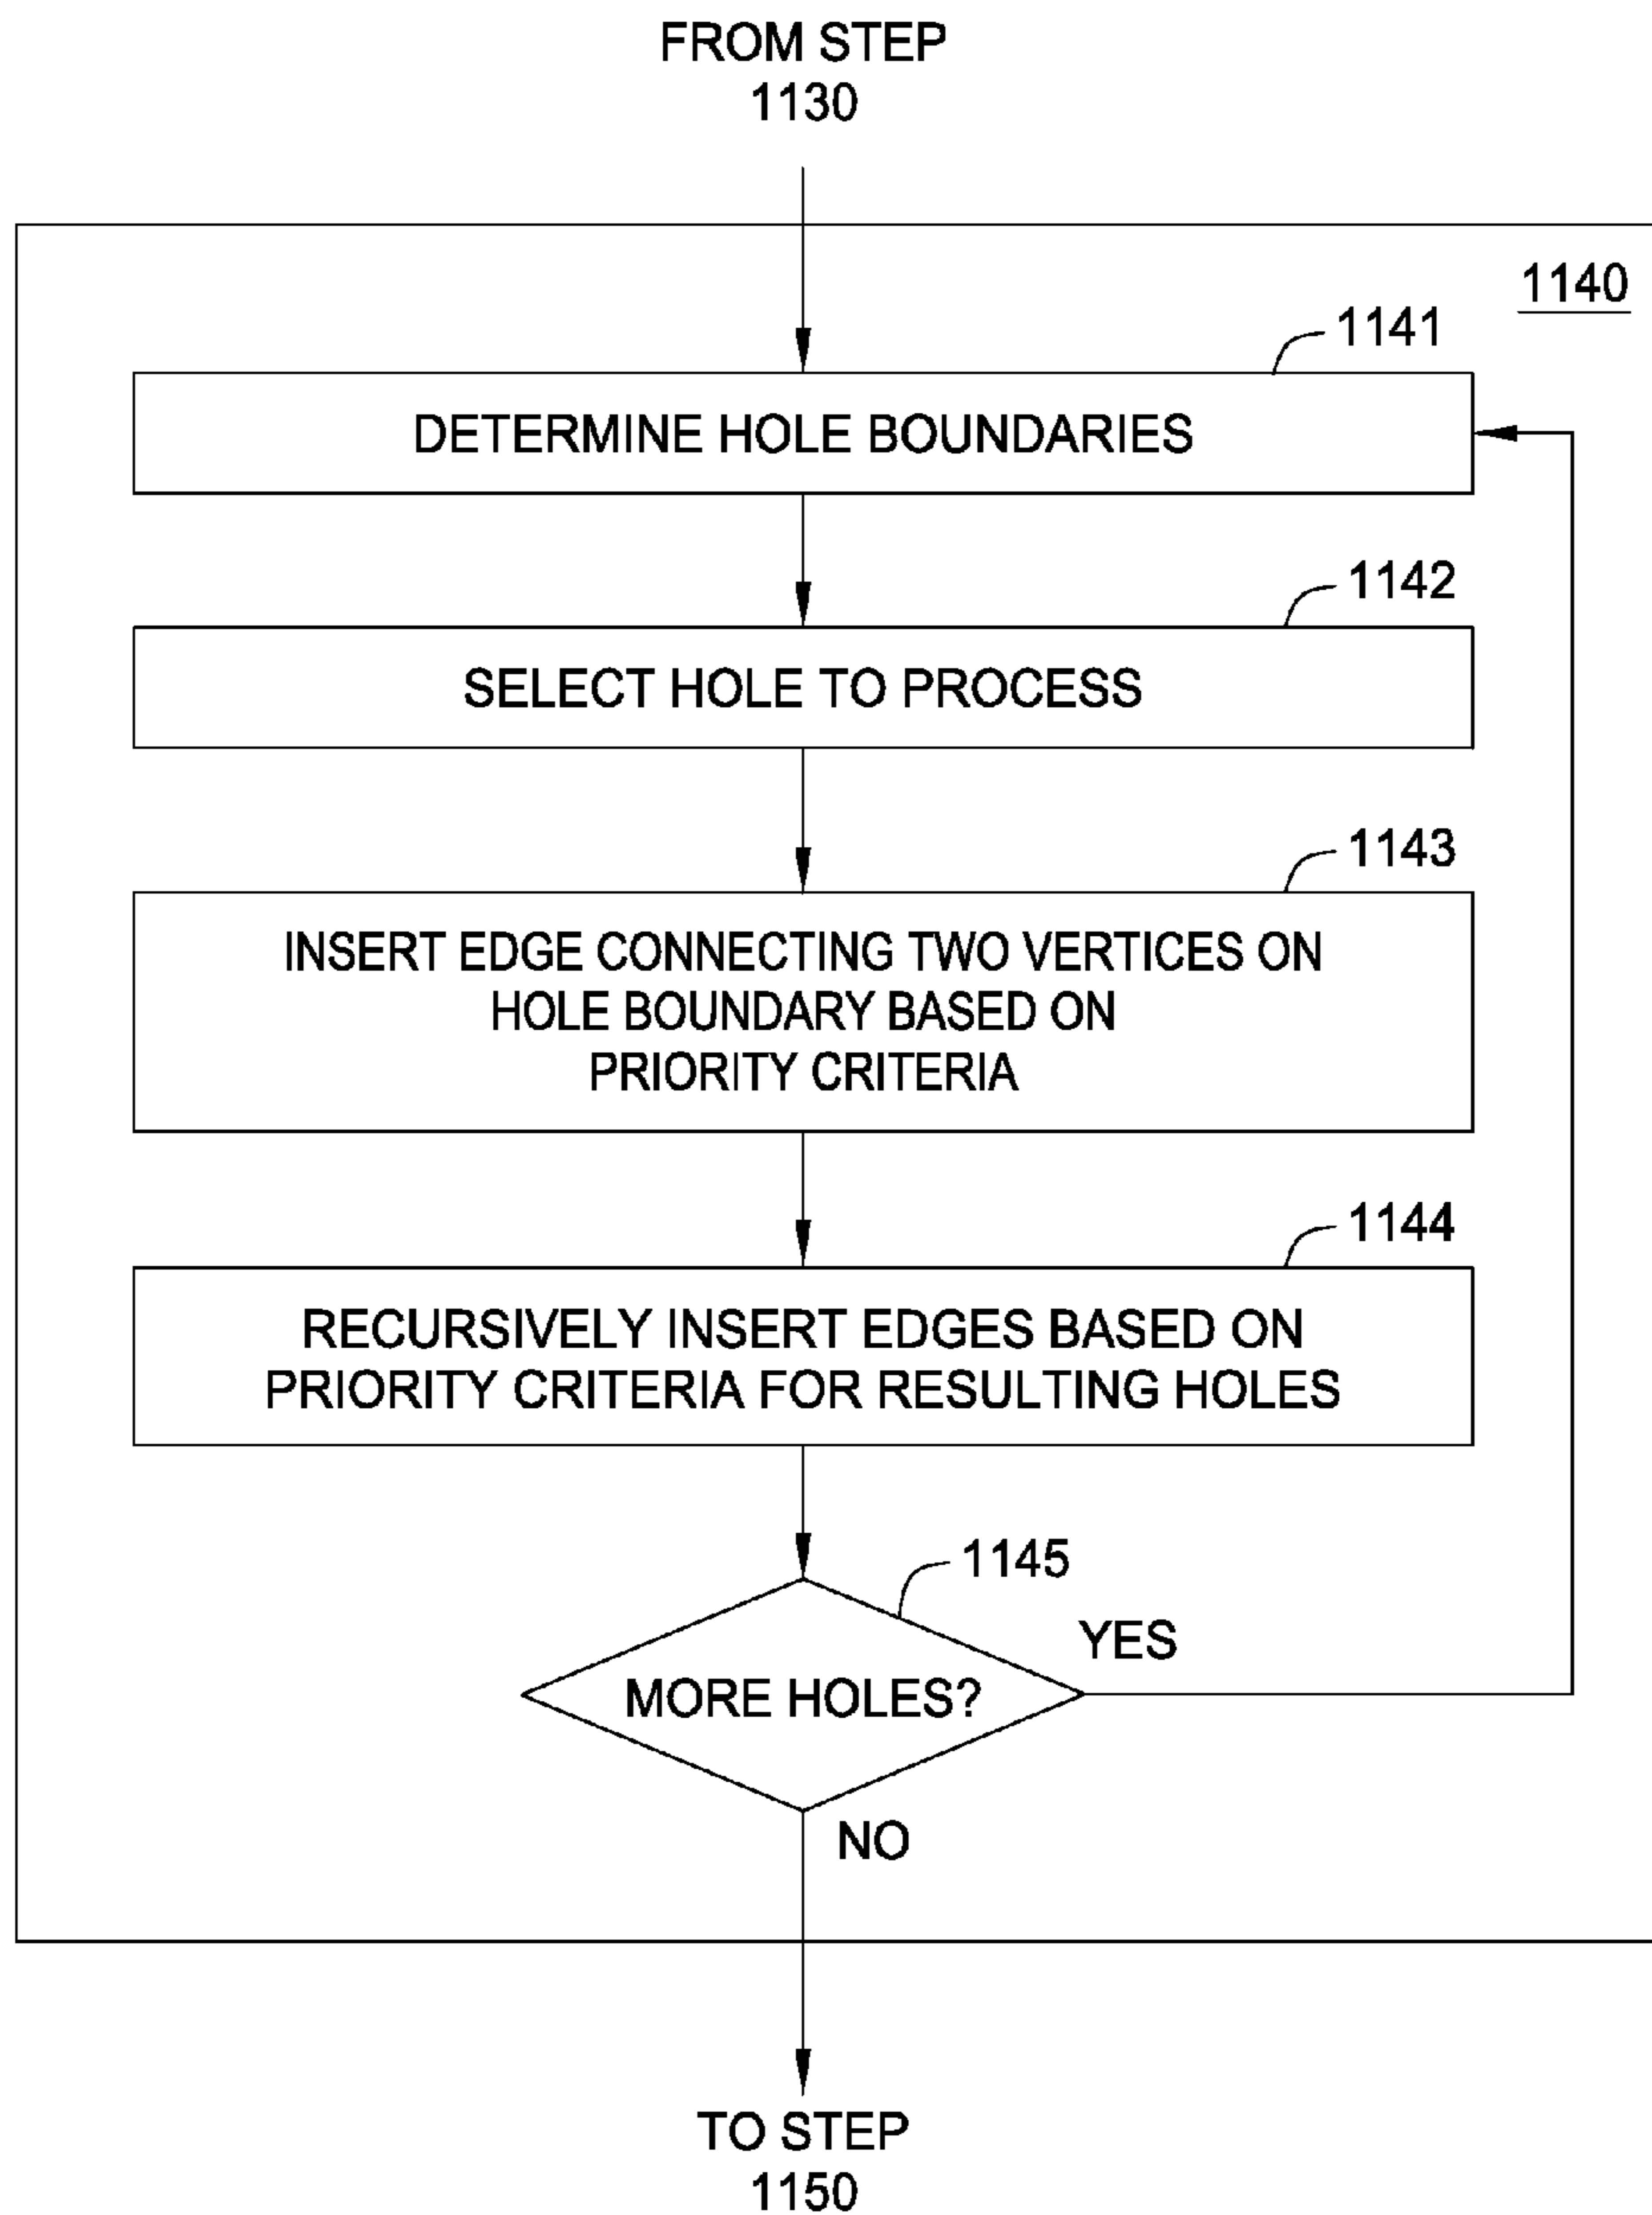 FROM STEP
1130
1140
1141
DETERMINE HOLE BOUNDARIES
1142
SELECT HOLE TO PROCESS
1143
INSERT EDGE CONNECTING TWO VERTICES ON
HOLE BOUNDARY BASED ON
PRIORITY CRITERIA
1144
RECURSIVELY INSERT EDGES BASED ON
PRIORITY CRITERIA FOR RESULTING HOLES
1145
YES
MORE HOLES?
NO
TO STEP
1150